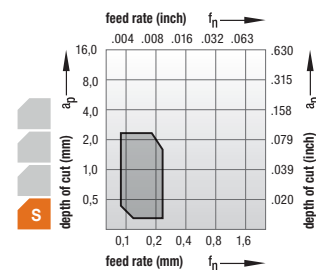 feed rate (inch) fn
.004 .008 .016 .032 .063
16,0 .630
8,0 .315
4,0 .158
2,0 .079
1,0 .039
0,5 .020
depth of cut (mm) ap
depth of cut (inch) ap
S
0,1 0,2 0,4 0,8 1,6
feed rate (mm) fn